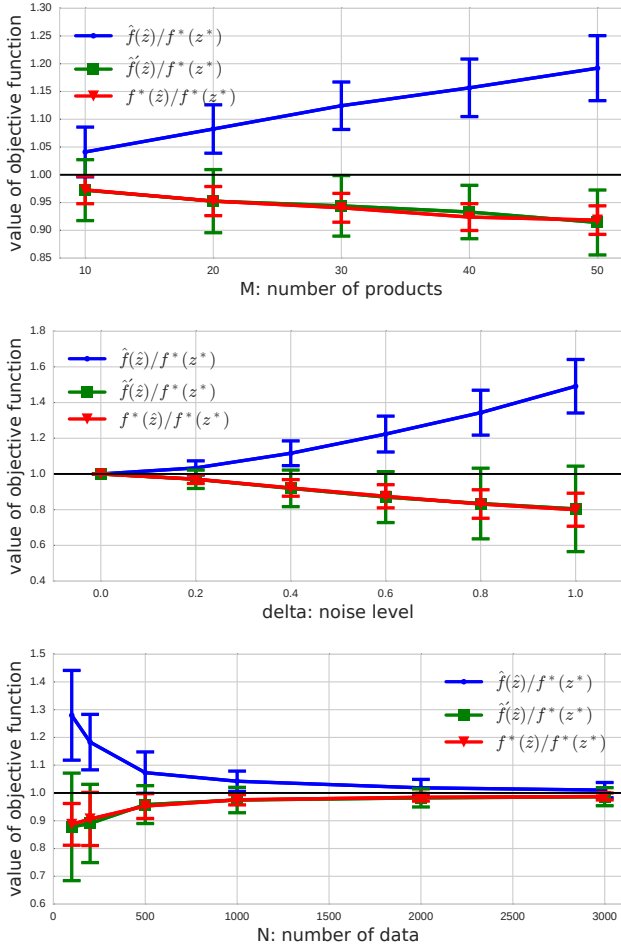 1.30
1.25
1.20
1.15
1.10
1.05
1.00
0.95
0.90
0.85
value of objective function
f̂(ẑ)/f*(z*)
f̂′(ẑ)/f*(z*)
f*(ẑ)/f*(z*)
10 20 30 40 50
M: number of products
1.8
1.6
1.4
1.2
1.0
0.8
0.6
0.4
value of objective function
f̂(ẑ)/f*(z*)
f̂′(ẑ)/f*(z*)
f*(ẑ)/f*(z*)
0.0 0.2 0.4 0.6 0.8 1.0
delta: noise level
1.5
1.4
1.3
1.2
1.1
1.0
0.9
0.8
0.7
0.6
value of objective function
f̂(ẑ)/f*(z*)
f̂′(ẑ)/f*(z*)
f*(ẑ)/f*(z*)
0 500 1000 1500 2000 2500 3000
N: number of data